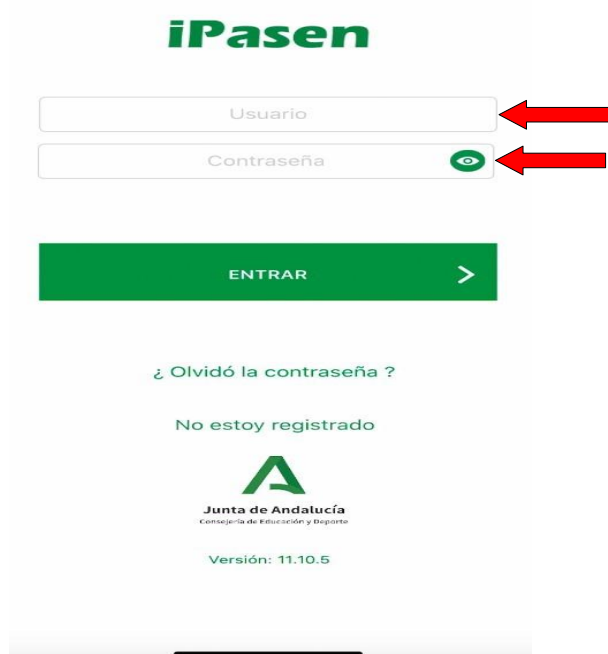 iPasen
Usuario
Contraseña
ENTRAR
¿ Olvidó la contraseña ?
No estoy registrado
Junta de Andalucía
Consejería de Educación y Deporte
Versión: 11.10.5